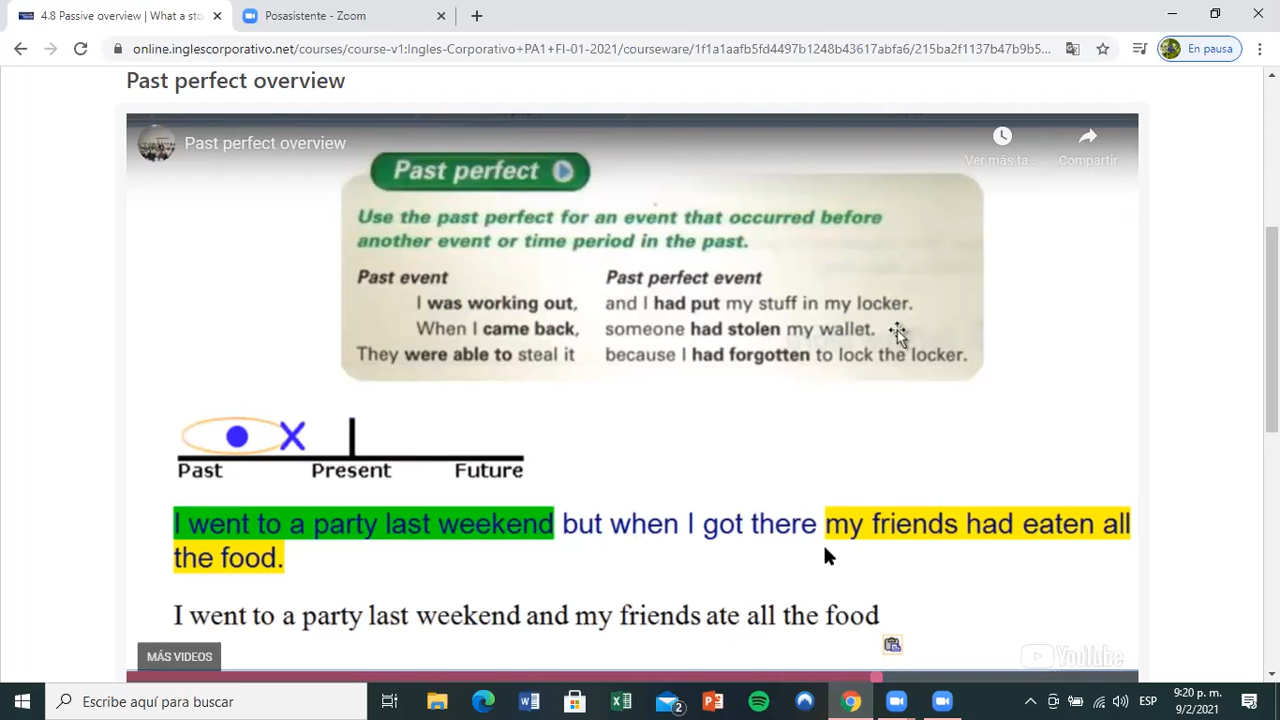 4.8 Passive overview | What a sto
Posasistente - Zoom
online.inglescorporativo.net/courses/course-v1:Ingles-Corporativo+PA1+FI-01-2021/courseware/1f1a1aafb5fd4497b1248b43617abfa6/215ba2f1137b47b9b5...
En pausa
Past perfect overview
Past perfect overview
Ver más ta...
Compartir
Past perfect
Use the past perfect for an event that occurred before
another event or time period in the past.
Past event Past perfect event
I was working out, and I had put my stuff in my locker.
When I came back, someone had stolen my wallet.
They were able to steal it because I had forgotten to lock the locker.
Past Present Future
I went to a party last weekend but when I got there my friends had eaten all
the food.
I went to a party last weekend and my friends ate all the food
MÁS VIDEOS
YouTube
Escribe aquí para buscar
2
ESP
9:20 p. m.
9/2/2021